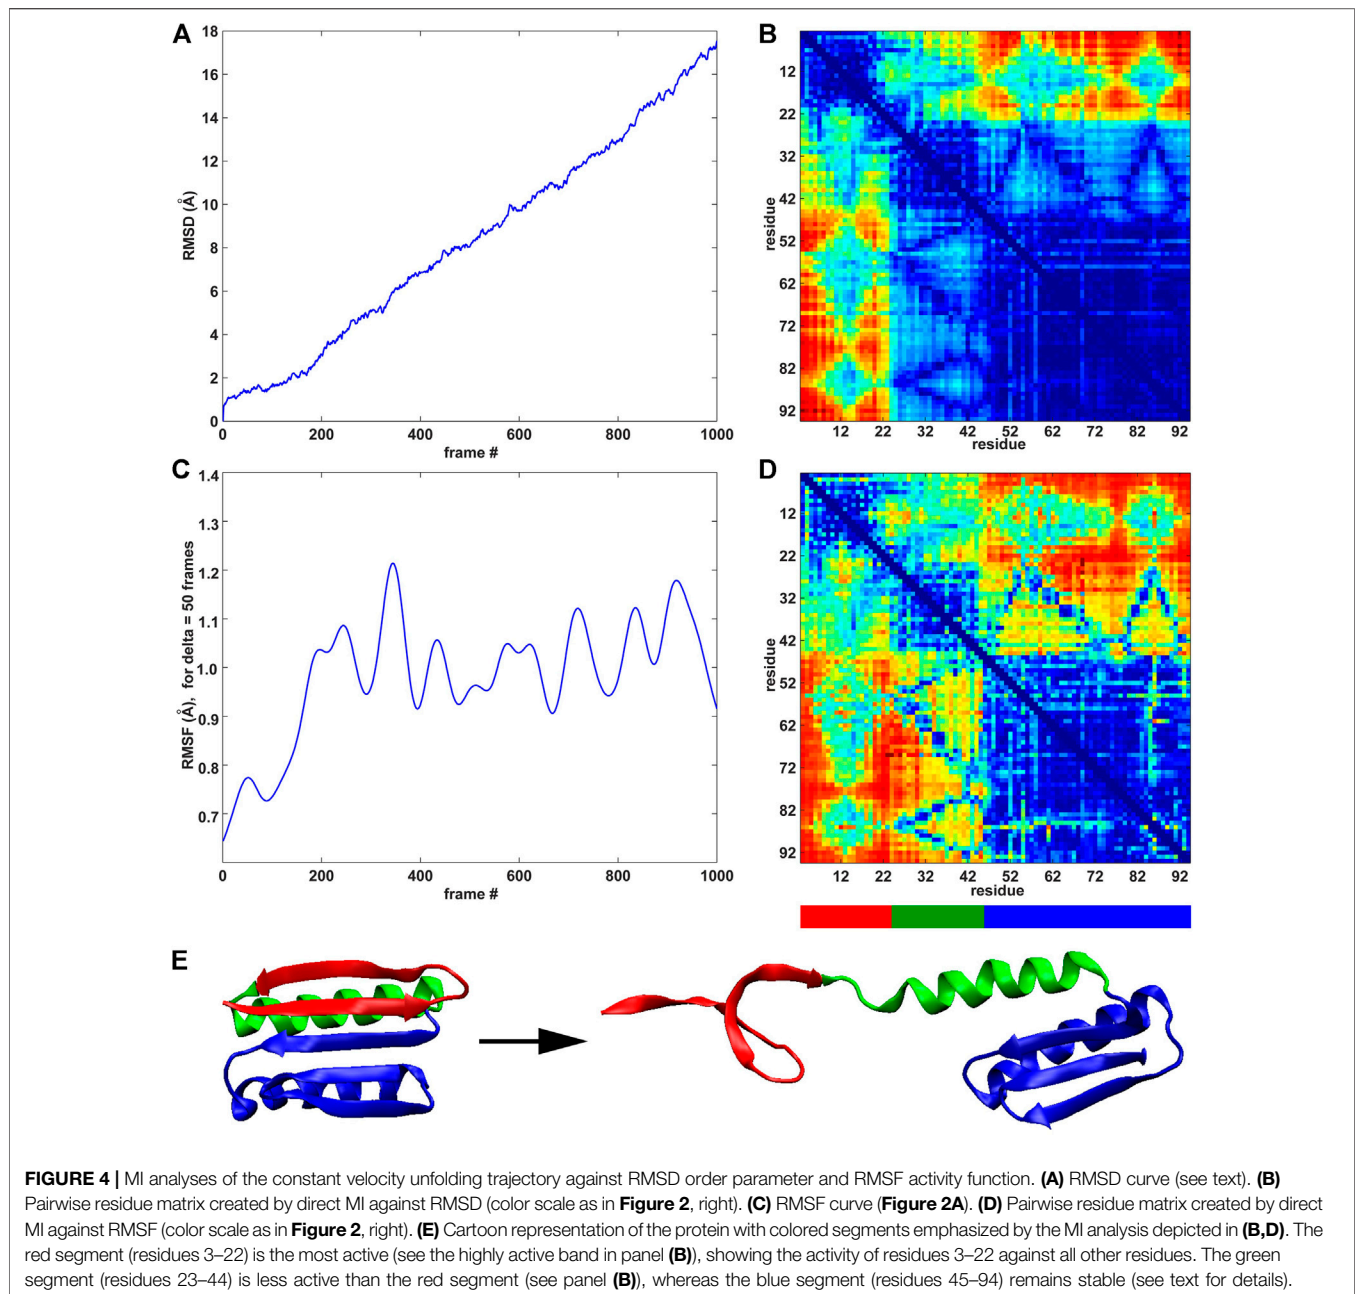 A
18
16
14
12
10
8
6
4
2
0
RMSD (Å)
0 200 400 600 800 1000
frame #
B
12
22
32
42
52
62
72
82
92
residue
12 22 32 42 52 62 72 82 92
residue
C
1.4
1.3
1.2
1.1
1.0
0.9
0.8
0.7
RMSF (Å), for delta = 50 frames
0 200 400 600 800 1000
frame #
D
12
22
32
42
52
62
72
82
92
residue
12 22 32 42 52 62 72 82 92
residue
E
FIGURE 4 | MI analyses of the constant velocity unfolding trajectory against RMSD order parameter and RMSF activity function. (A) RMSD curve (see text). (B)
Pairwise residue matrix created by direct MI against RMSD (color scale as in Figure 2, right). (C) RMSF curve (Figure 2A). (D) Pairwise residue matrix created by direct
MI against RMSF (color scale as in Figure 2, right). (E) Cartoon representation of the protein with colored segments emphasized by the MI analysis depicted in (B,D). The
red segment (residues 3–22) is the most active (see the highly active band in panel (B)), showing the activity of residues 3–22 against all other residues. The green
segment (residues 23–44) is less active than the red segment (see panel (B)), whereas the blue segment (residues 45–94) remains stable (see text for details).